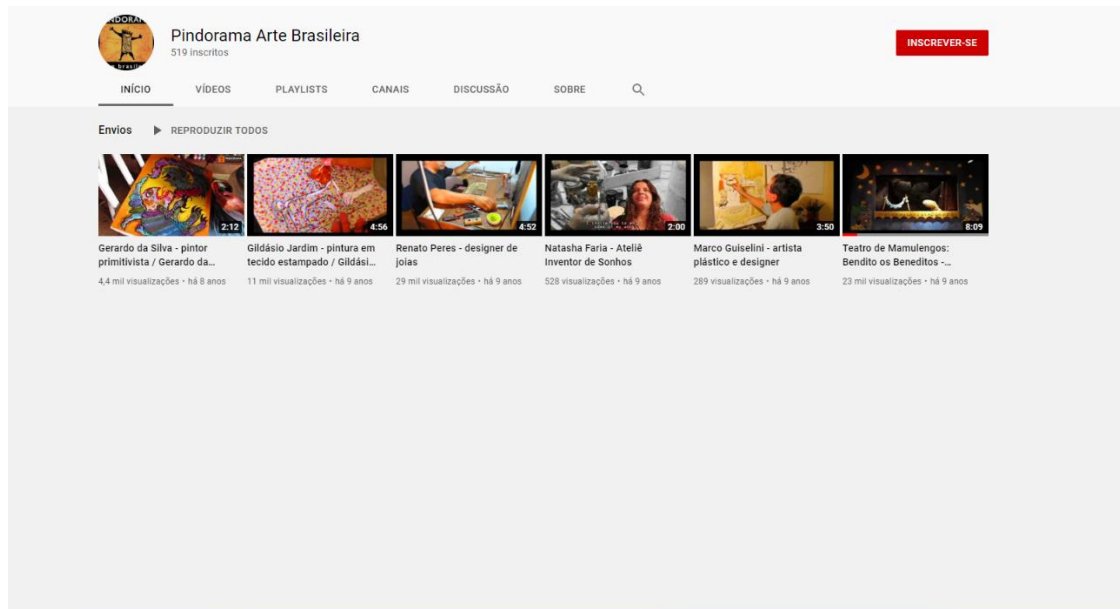 Pindorama Arte Brasileira
519 inscritos
INSCREVER-SE
INÍCIO VÍDEOS PLAYLISTS CANAIS DISCUSSÃO SOBRE
Envios REPRODUZIR TODOS
2:12
4:56
4:52
2:00
3:50
8:09
Gerardo da Silva - pintor
primitivista / Gerardo da...
4,4 mil visualizações • há 8 anos
Gildásio Jardim - pintura em
tecido estampado / Gildási...
11 mil visualizações • há 9 anos
Renato Peres - designer de
joias
29 mil visualizações • há 9 anos
Natasha Faria - Ateliê
Inventor de Sonhos
528 visualizações • há 9 anos
Marco Guiselini - artista
plástico e designer
289 visualizações • há 9 anos
Teatro de Mamulengos:
Bendito os Beneditos -...
23 mil visualizações • há 9 anos